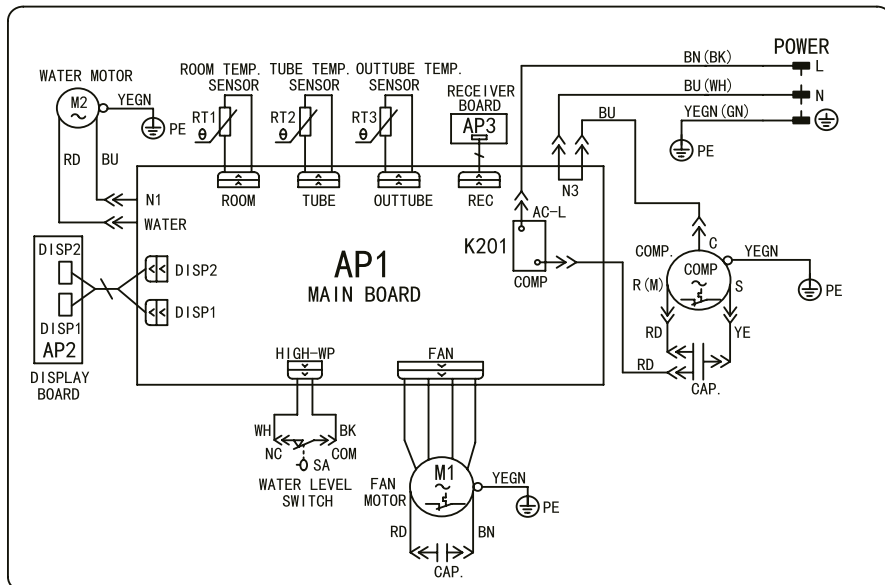 POWER
BN(BK)
L
BU(WH)
N
YEGN(GN)
PE
BU
WATER MOTOR
M2
YEGN
PE
RD
BU
ROOM TEMP. SENSOR
TUBE TEMP. SENSOR
OUTTUBE TEMP. SENSOR
RT1
θ
RT2
θ
RT3
θ
RECEIVER
BOARD
AP3
N1
WATER
ROOM
TUBE
OUTTUBE
REC
N3
AC-L
K201
COMP
AP1
MAIN BOARD
DISP2
DISP1
AP2
DISPLAY
BOARD
DISP2
DISP1
COMP.
C
COMP
YEGN
PE
R(M)
S
RD
YE
RD
CAP.
HIGH-WP
FAN
WH
BK
NC
COM
SA
WATER LEVEL
SWITCH
FAN
MOTOR
M1
YEGN
PE
RD
BN
CAP.